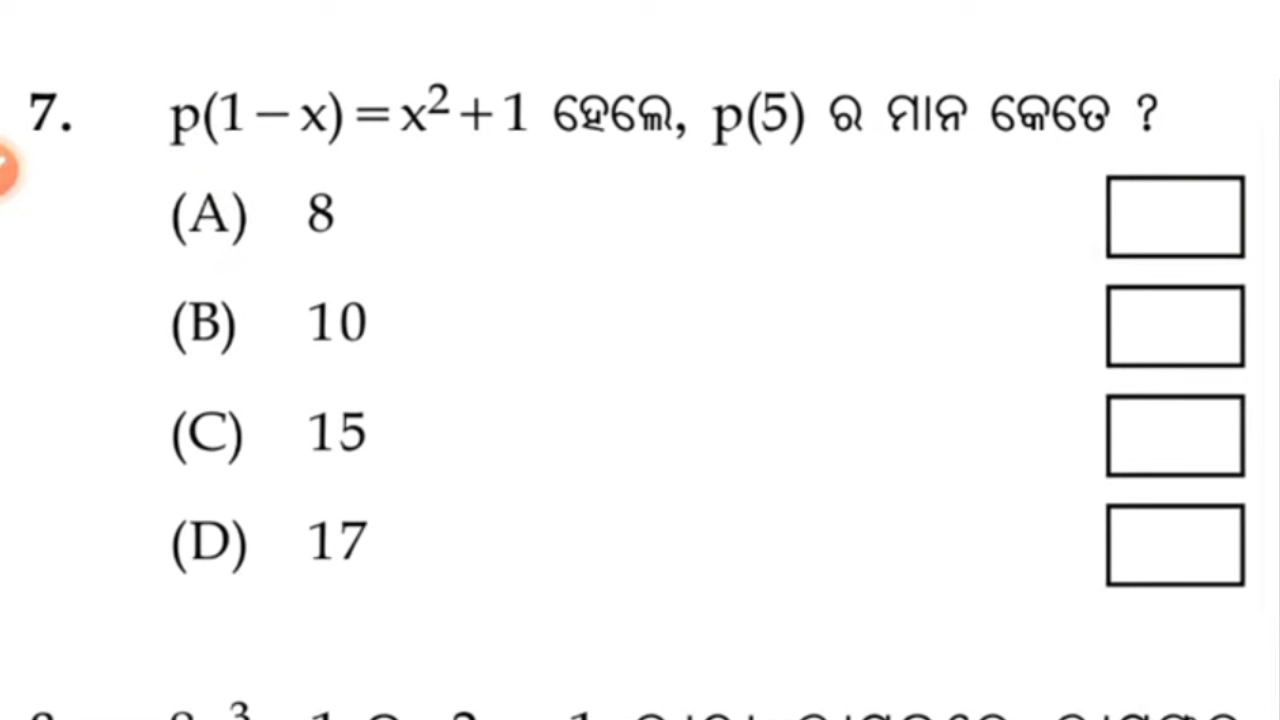 7. p(1 – x) = x² + 1 ହେଲେ, p(5) ର ମାନ କେତେ ?
(A) 8
(B) 10
(C) 15
(D) 17